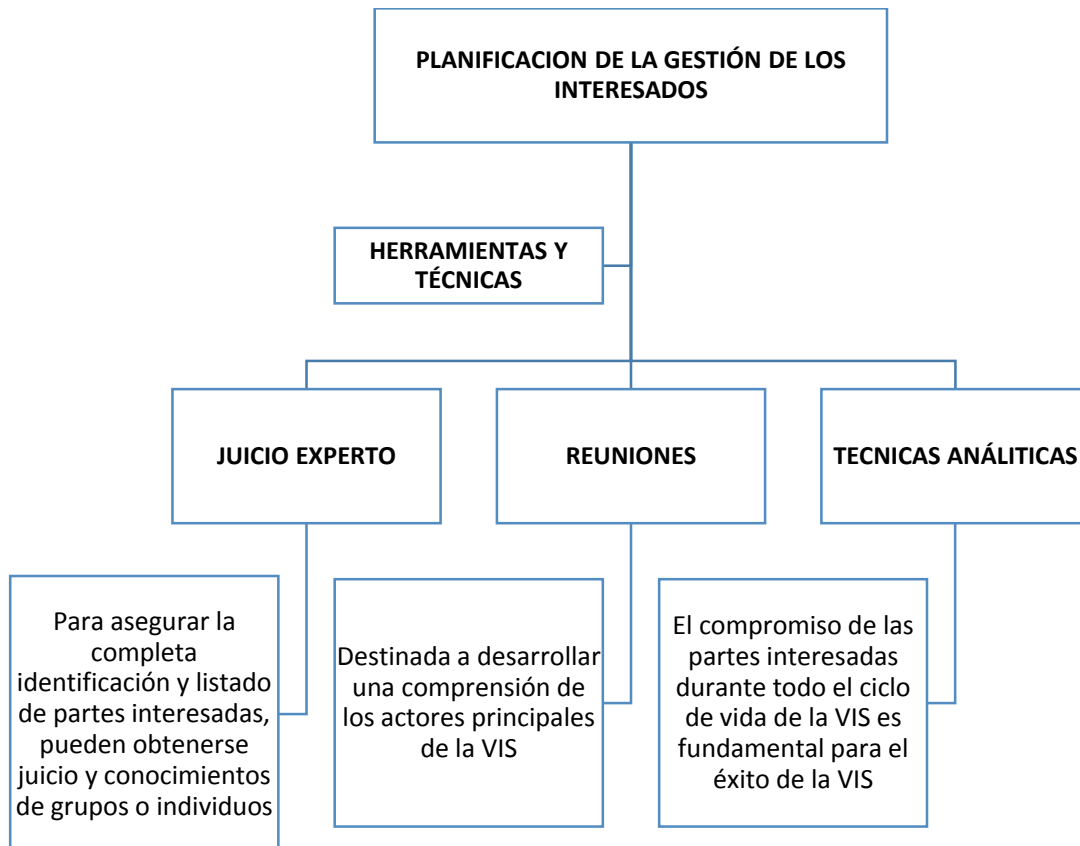 PLANIFICACION DE LA GESTIÓN DE LOS
INTERESADOS
HERRAMIENTAS Y
TÉCNICAS
JUICIO EXPERTO
REUNIONES
TECNICAS ANÁLITICAS
Para asegurar la
completa
identificación y listado
de partes interesadas,
pueden obtenerse
juicio y conocimientos
de grupos o individuos
Destinada a desarrollar
una comprensión de
los actores principales
de la VIS
El compromiso de las
partes interesadas
durante todo el ciclo
de vida de la VIS es
fundamental para el
éxito de la VIS